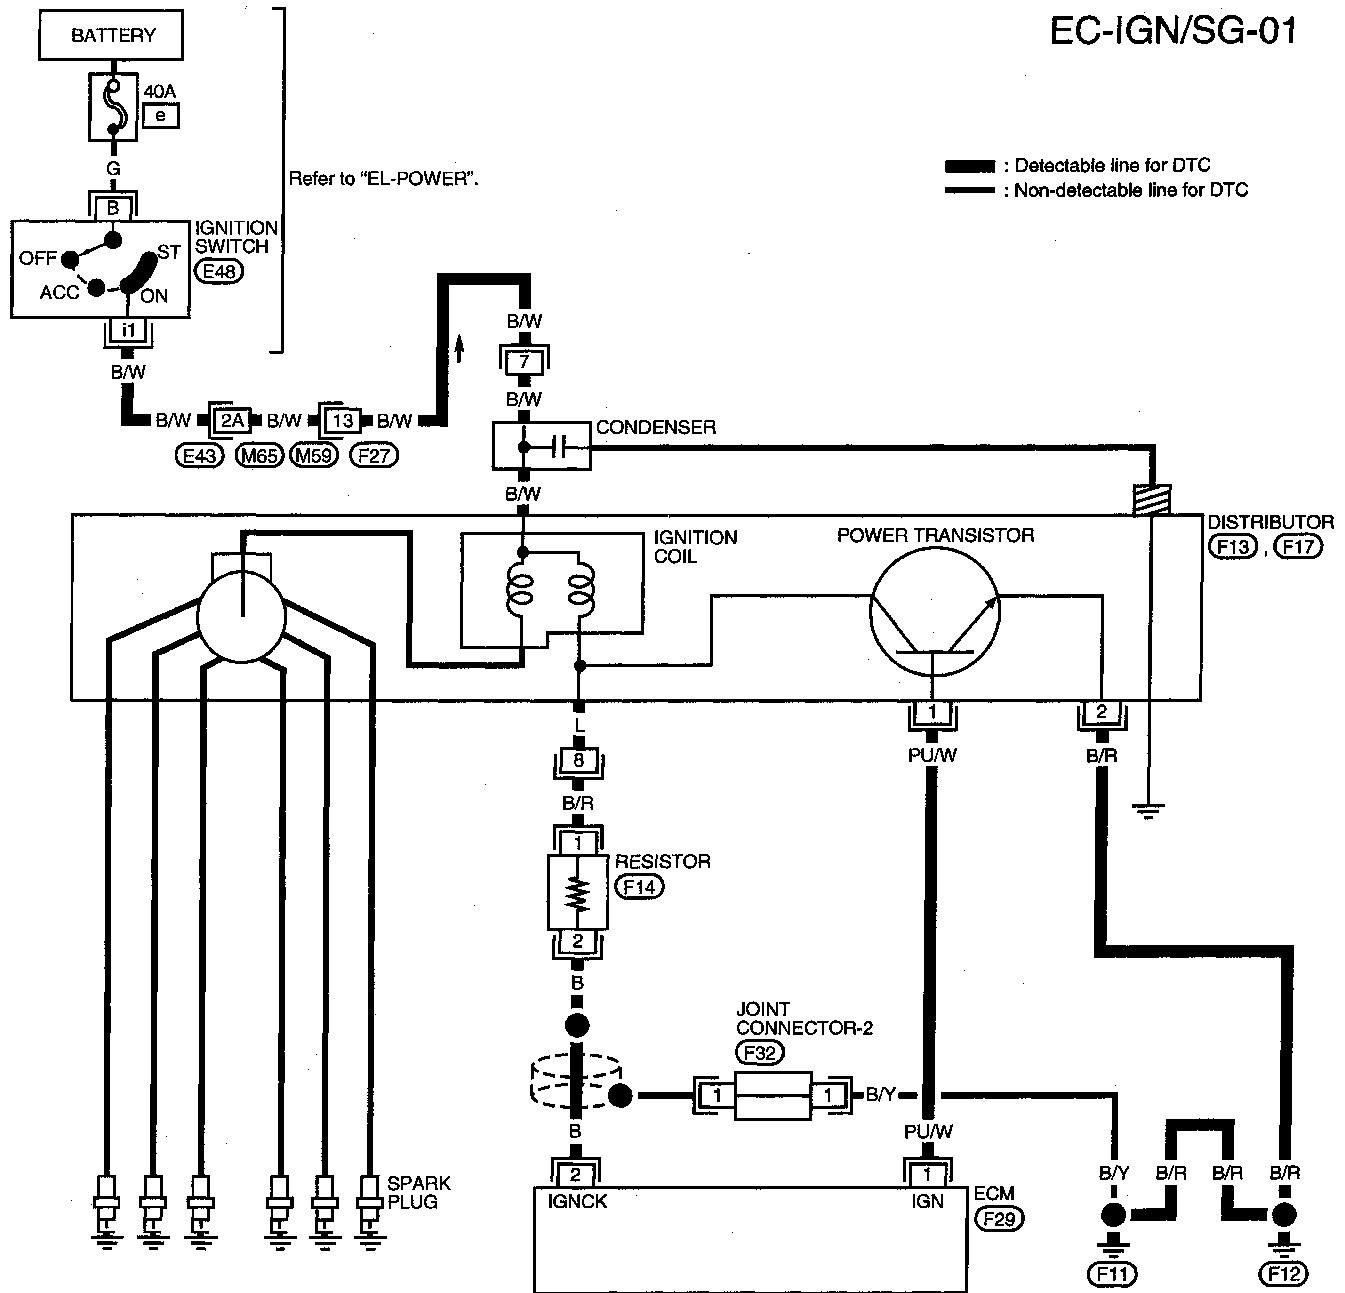 EC-IGN/SG-01
BATTERY
40A
e
G
Refer to "EL-POWER".
: Detectable line for DTC
: Non-detectable line for DTC
B
IGNITION
SWITCH
E48
OFF
ST
ACC
ON
i1
B/W
B/W
7
B/W
B/W
2A
B/W
13
B/W
E43
M65
M59
F27
CONDENSER
B/W
IGNITION
COIL
POWER TRANSISTOR
DISTRIBUTOR
F13 , F17
1
2
L
PU/W
B/R
8
B/R
1
RESISTOR
F14
2
B
JOINT
CONNECTOR-2
F32
1
1
B/Y
B
PU/W
B/Y
B/R
B/R
B/R
SPARK
PLUG
2
1
IGNCK
IGN
ECM
F29
F11
F12